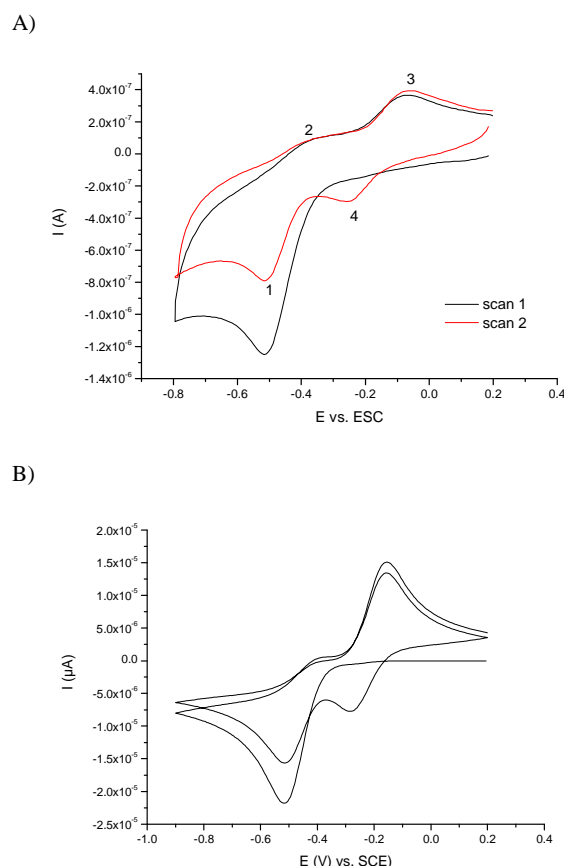 A)
3
4.0x10-7
2.0x10-7
2
0.0
-2.0x10-7
I (A)
-4.0x10-7
4
-6.0x10-7
-8.0x10-7
1
-1.0x10-6
-1.2x10-6
-1.4x10-6
scan 1
scan 2
-0.8 -0.6 -0.4 -0.2 0.0 0.2
E vs. ESC
B)
2.0x10-5
1.5x10-5
1.0x10-5
5.0x10-6
0.0
I (µA)
-5.0x10-6
-1.0x10-5
-1.5x10-5
-2.0x10-5
-2.5x10-5
-1.0 -0.8 -0.6 -0.4 -0.2 0.0 0.2 0.4
E (V) vs. SCE)